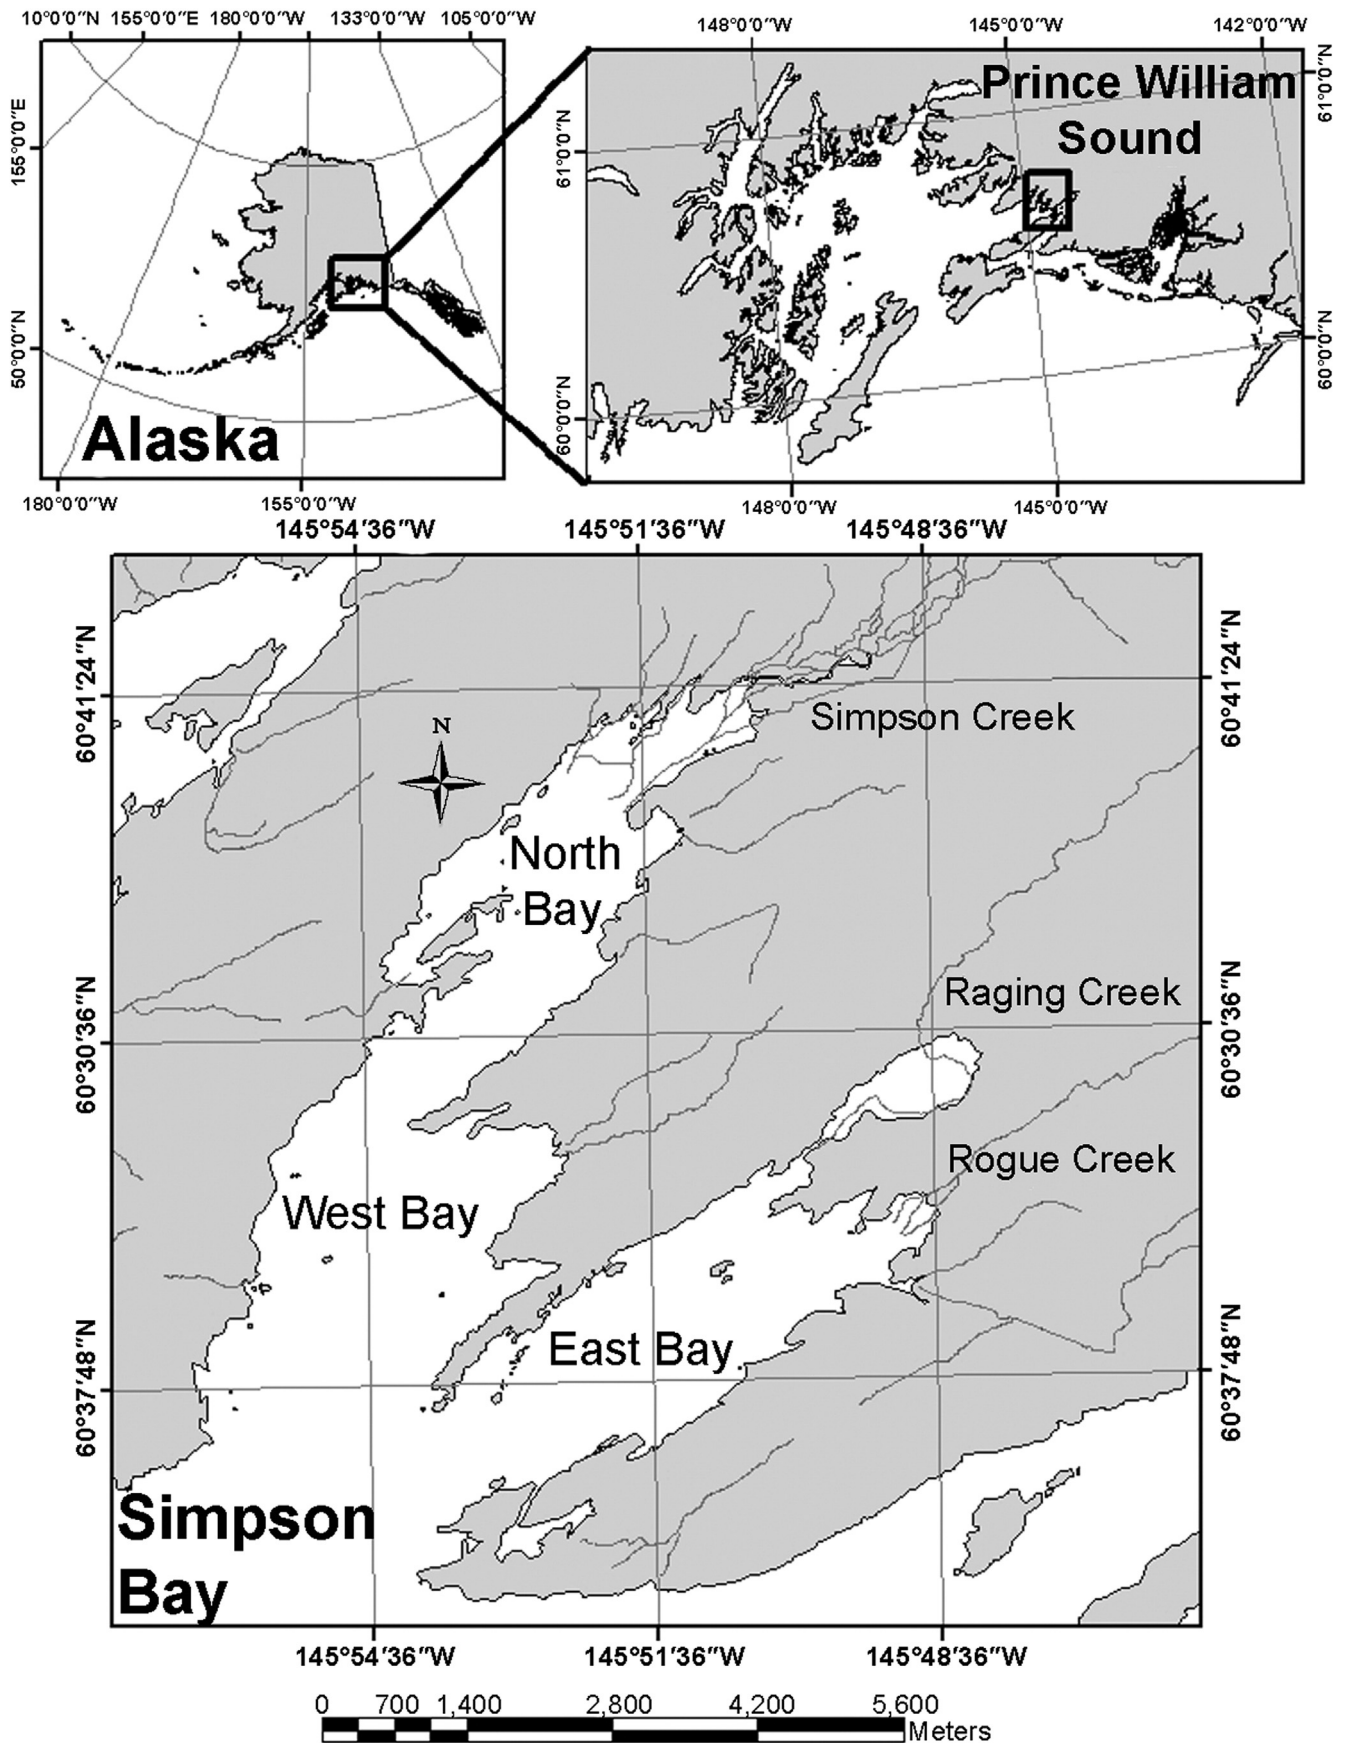 10°0'0"N 155°0'0"E 180°0'0"W 133°0'0"W 105°0'0"W
148°0'0"W 145°0'0"W 142°0'0"W
155°0'0"E
50°0'0"N
Alaska
180°0'0"W 155°0'0"W
61°0'0"N
60°0'0"N
Prince William
Sound
61°0'0"N
60°0'0"N
148°0'0"W 145°0'0"W
145°54'36"W 145°51'36"W 145°48'36"W
60°41'24"N
60°41'24"N
N
Simpson Creek
North
Bay
Raging Creek
60°30'36"N
60°30'36"N
Rogue Creek
West Bay
East Bay
60°37'48"N
60°37'48"N
Simpson
Bay
145°54'36"W 145°51'36"W 145°48'36"W
0 700 1,400 2,800 4,200 5,600
Meters